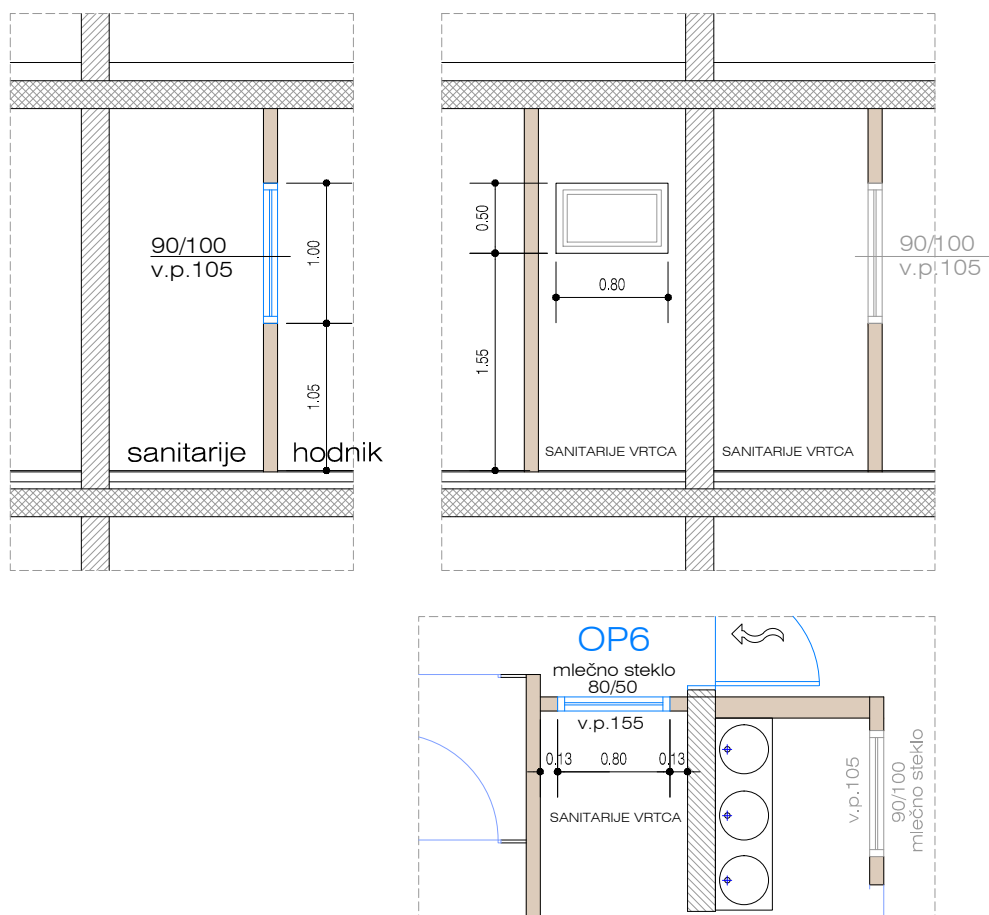 90/100
v.p.105
1.00
1.05
sanitarije
hodnik
0.50
0.80
1.55
SANITARIJE VRTCA
SANITARIJE VRTCA
90/100
v.p.105
OP6
mlečno steklo
80/50
v.p.155
0.13
0.80
0.13
SANITARIJE VRTCA
v.p.105
90/100
mlečno steklo